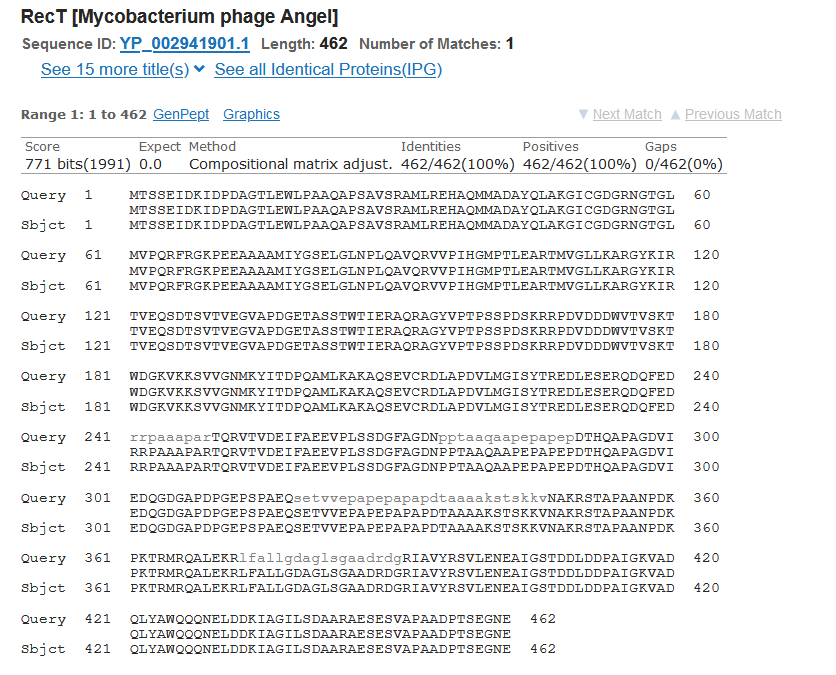 RecT [Mycobacterium phage Angel]
Sequence ID: YP_002941901.1 Length: 462 Number of Matches: 1
See 15 more title(s) See all Identical Proteins(IPG)
Range 1: 1 to 462 GenPept Graphics ▼ Next Match ▲ Previous Match
Score Expect Method Identities Positives Gaps
771 bits(1991) 0.0 Compositional matrix adjust. 462/462(100%) 462/462(100%) 0/462(0%)
Query 1 MTSSEIDKIDPDAGTLEWLPAAQAPSAVSRAMLREHAQMMADAYQLAKGICGDGRNGTGL 60
MTSSEIDKIDPDAGTLEWLPAAQAPSAVSRAMLREHAQMMADAYQLAKGICGDGRNGTGL
Sbjct 1 MTSSEIDKIDPDAGTLEWLPAAQAPSAVSRAMLREHAQMMADAYQLAKGICGDGRNGTGL 60
Query 61 MVPQRFRGKPEEAAAAMIYGSELGLNPLQAVQRVVPIHGMPTLEARTMVGLLKARGYKIR 120
MVPQRFRGKPEEAAAAMIYGSELGLNPLQAVQRVVPIHGMPTLEARTMVGLLKARGYKIR
Sbjct 61 MVPQRFRGKPEEAAAAMIYGSELGLNPLQAVQRVVPIHGMPTLEARTMVGLLKARGYKIR 120
Query 121 TVEQSDTSVTVEGVAPDGETASSTWTIERAQRAGYVPTPSSPDSKRRPDVDDDWVTVSKT 180
TVEQSDTSVTVEGVAPDGETASSTWTIERAQRAGYVPTPSSPDSKRRPDVDDDWVTVSKT
Sbjct 121 TVEQSDTSVTVEGVAPDGETASSTWTIERAQRAGYVPTPSSPDSKRRPDVDDDWVTVSKT 180
Query 181 WDGKVKKSVVGNMKYITDPQAMLKAKAQSEVCRDLAPDVLMGISYTREDLESERQDQFED 240
WDGKVKKSVVGNMKYITDPQAMLKAKAQSEVCRDLAPDVLMGISYTREDLESERQDQFED
Sbjct 181 WDGKVKKSVVGNMKYITDPQAMLKAKAQSEVCRDLAPDVLMGISYTREDLESERQDQFED 240
Query 241 rrpaaaparTQRVTVDEIFAEEVPLSSDGFAGDNpptaaqaapepapepDTHQAPAGDVI 300
RRPAAAPARTQRVTVDEIFAEEVPLSSDGFAGDNPPTAAQAAPEPAPEPDTHQAPAGDVI
Sbjct 241 RRPAAAPARTQRVTVDEIFAEEVPLSSDGFAGDNPPTAAQAAPEPAPEPDTHQAPAGDVI 300
Query 301 EDQGDGAPDPGEPSPAEQsetvvepapepapapdtaaaakstskkvNAKRSTAPAANPDK 360
EDQGDGAPDPGEPSPAEQSETVVEPAPEPAPAPDTAAAAKSTSKKVNAKRSTAPAANPDK
Sbjct 301 EDQGDGAPDPGEPSPAEQSETVVEPAPEPAPAPDTAAAAKSTSKKVNAKRSTAPAANPDK 360
Query 361 PKTRMRQALEKRlfallgdaglsgaadrdgRIAVYRSVLENEAIGSTDDLDDPAIGKVAD 420
PKTRMRQALEKRLFALLGDAGLSGAADRDGRIAVYRSVLENEAIGSTDDLDDPAIGKVAD
Sbjct 361 PKTRMRQALEKRLFALLGDAGLSGAADRDGRIAVYRSVLENEAIGSTDDLDDPAIGKVAD 420
Query 421 QLYAWQQQNELDDKIAGILSDAARAESESVAPAADPTSEGNE 462
QLYAWQQQNELDDKIAGILSDAARAESESVAPAADPTSEGNE
Sbjct 421 QLYAWQQQNELDDKIAGILSDAARAESESVAPAADPTSEGNE 462